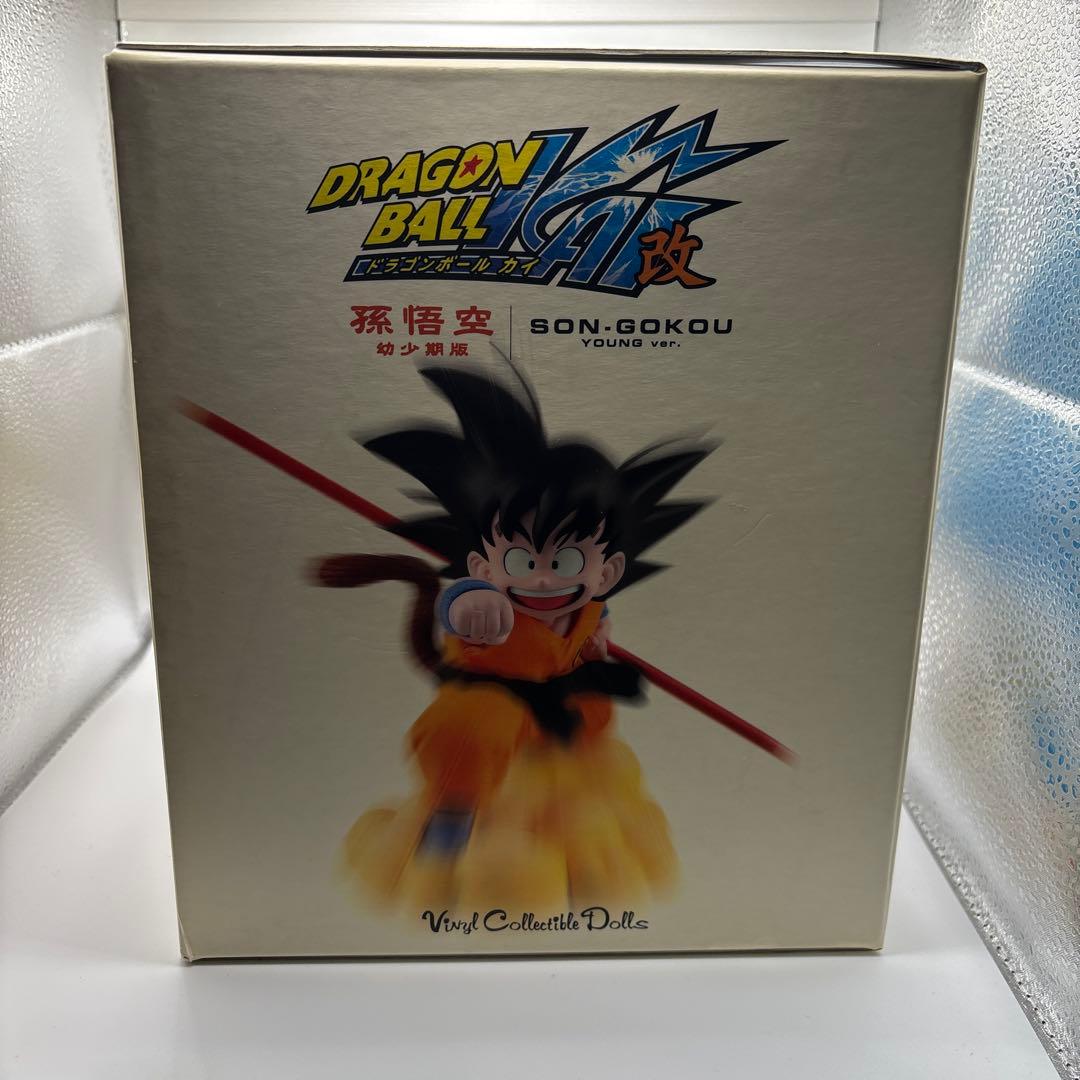 DRAGON
BALL KAI 改
ドラゴンボール カイ
孫悟空
幼少期版
SON-GOKOU
YOUNG ver.
Vinyl Collectible Dolls